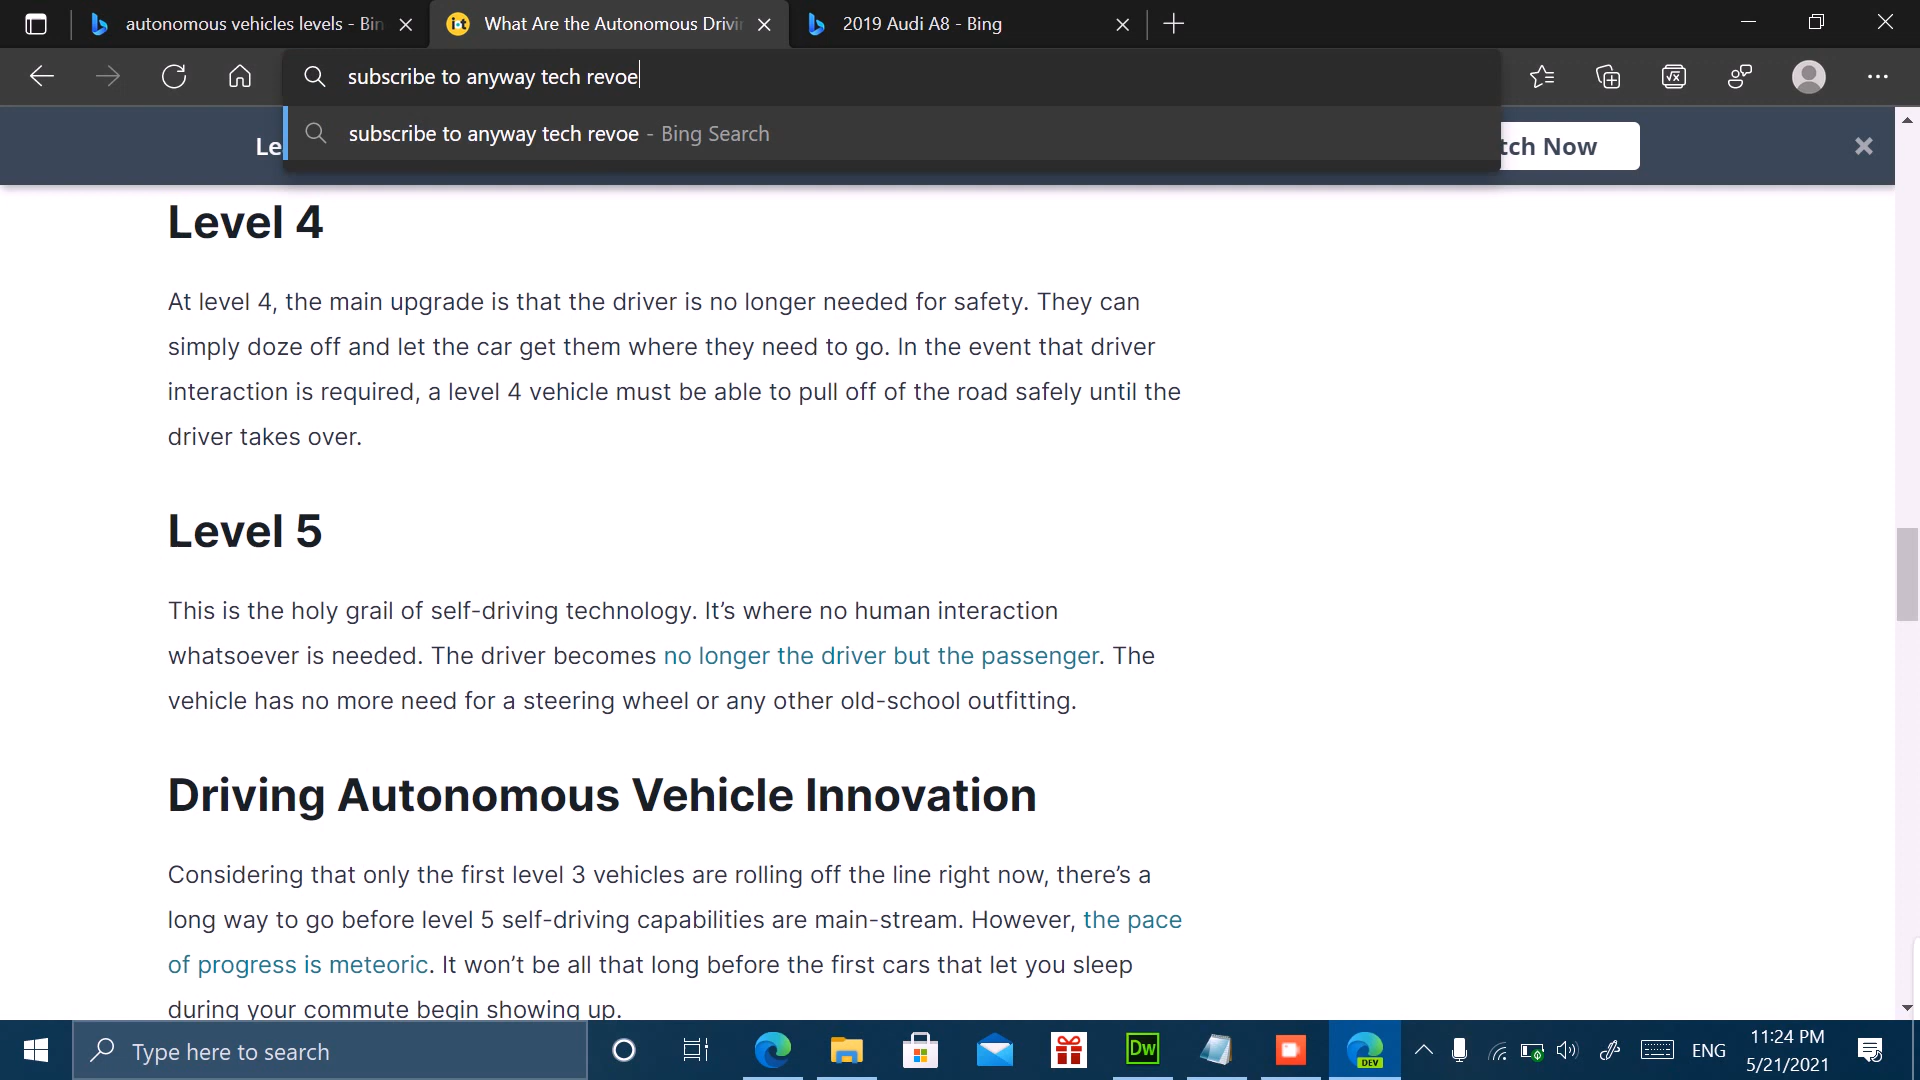 autonomous vehicles levels - Bin
What Are the Autonomous Drivi
2019 Audi A8 - Bing
subscribe to anyway tech revoe
subscribe to anyway tech revoe - Bing Search
Le
tch Now
Level 4
At level 4, the main upgrade is that the driver is no longer needed for safety. They can
simply doze off and let the car get them where they need to go. In the event that driver
interaction is required, a level 4 vehicle must be able to pull off of the road safely until the
driver takes over.
Level 5
This is the holy grail of self-driving technology. It’s where no human interaction
whatsoever is needed. The driver becomes no longer the driver but the passenger. The
vehicle has no more need for a steering wheel or any other old-school outfitting.
Driving Autonomous Vehicle Innovation
Considering that only the first level 3 vehicles are rolling off the line right now, there’s a
long way to go before level 5 self-driving capabilities are main-stream. However, the pace
of progress is meteoric. It won’t be all that long before the first cars that let you sleep
during your commute begin showing up.
Type here to search
Dw
DEV
ENG
11:24 PM
5/21/2021